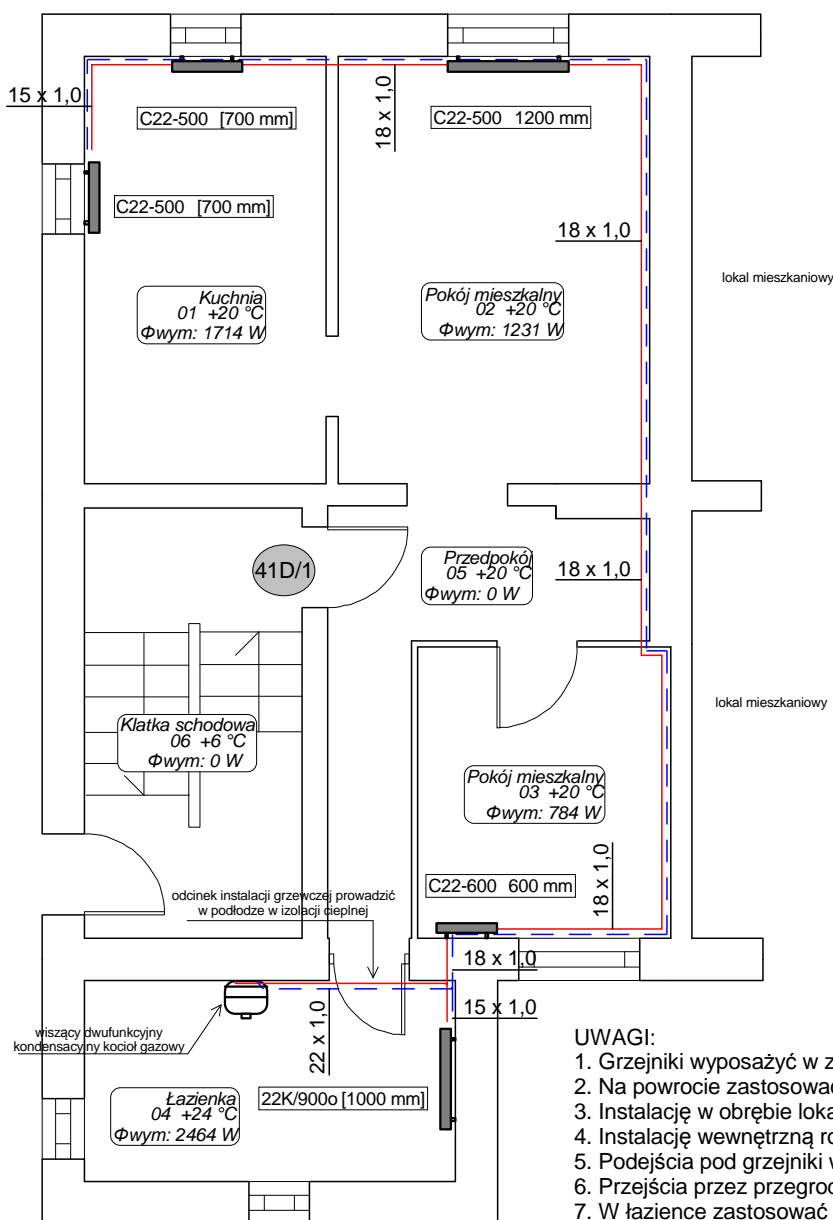 15 x 1,0
C22-500 [700 mm]
18 x 1,0
C22-500 1200 mm
C22-500 [700 mm]
18 x 1,0
Kuchnia
01 +20 °C
Φwym: 1714 W
Pokój mieszkalny
02 +20 °C
Φwym: 1231 W
lokal mieszkaniowy
41D/1
Przedpokój
05 +20 °C
Φwym: 0 W
18 x 1,0
Klatka schodowa
06 +6 °C
Φwym: 0 W
lokal mieszkaniowy
Pokój mieszkalny
03 +20 °C
Φwym: 784 W
C22-600 600 mm
18 x 1,0
odcinek instalacji grzewczej prowadzić
w podłodze w izolacji cieplnej
18 x 1,0
15 x 1,0
22 x 1,0
wiszący dwufunkcyjny
kondensacyjny kocioł gazowy
Łazienka
04 +24 °C
Φwym: 2464 W
22K/900o [1000 mm]
UWAGI:
1. Grzejniki wyposażyć w z
2. Na powrocie zastosować
3. Instalację w obrębie loka
4. Instalację wewnętrzną ro
5. Podejścia pod grzejniki w
6. Przejścia przez przegrod
7. W łazience zastosować